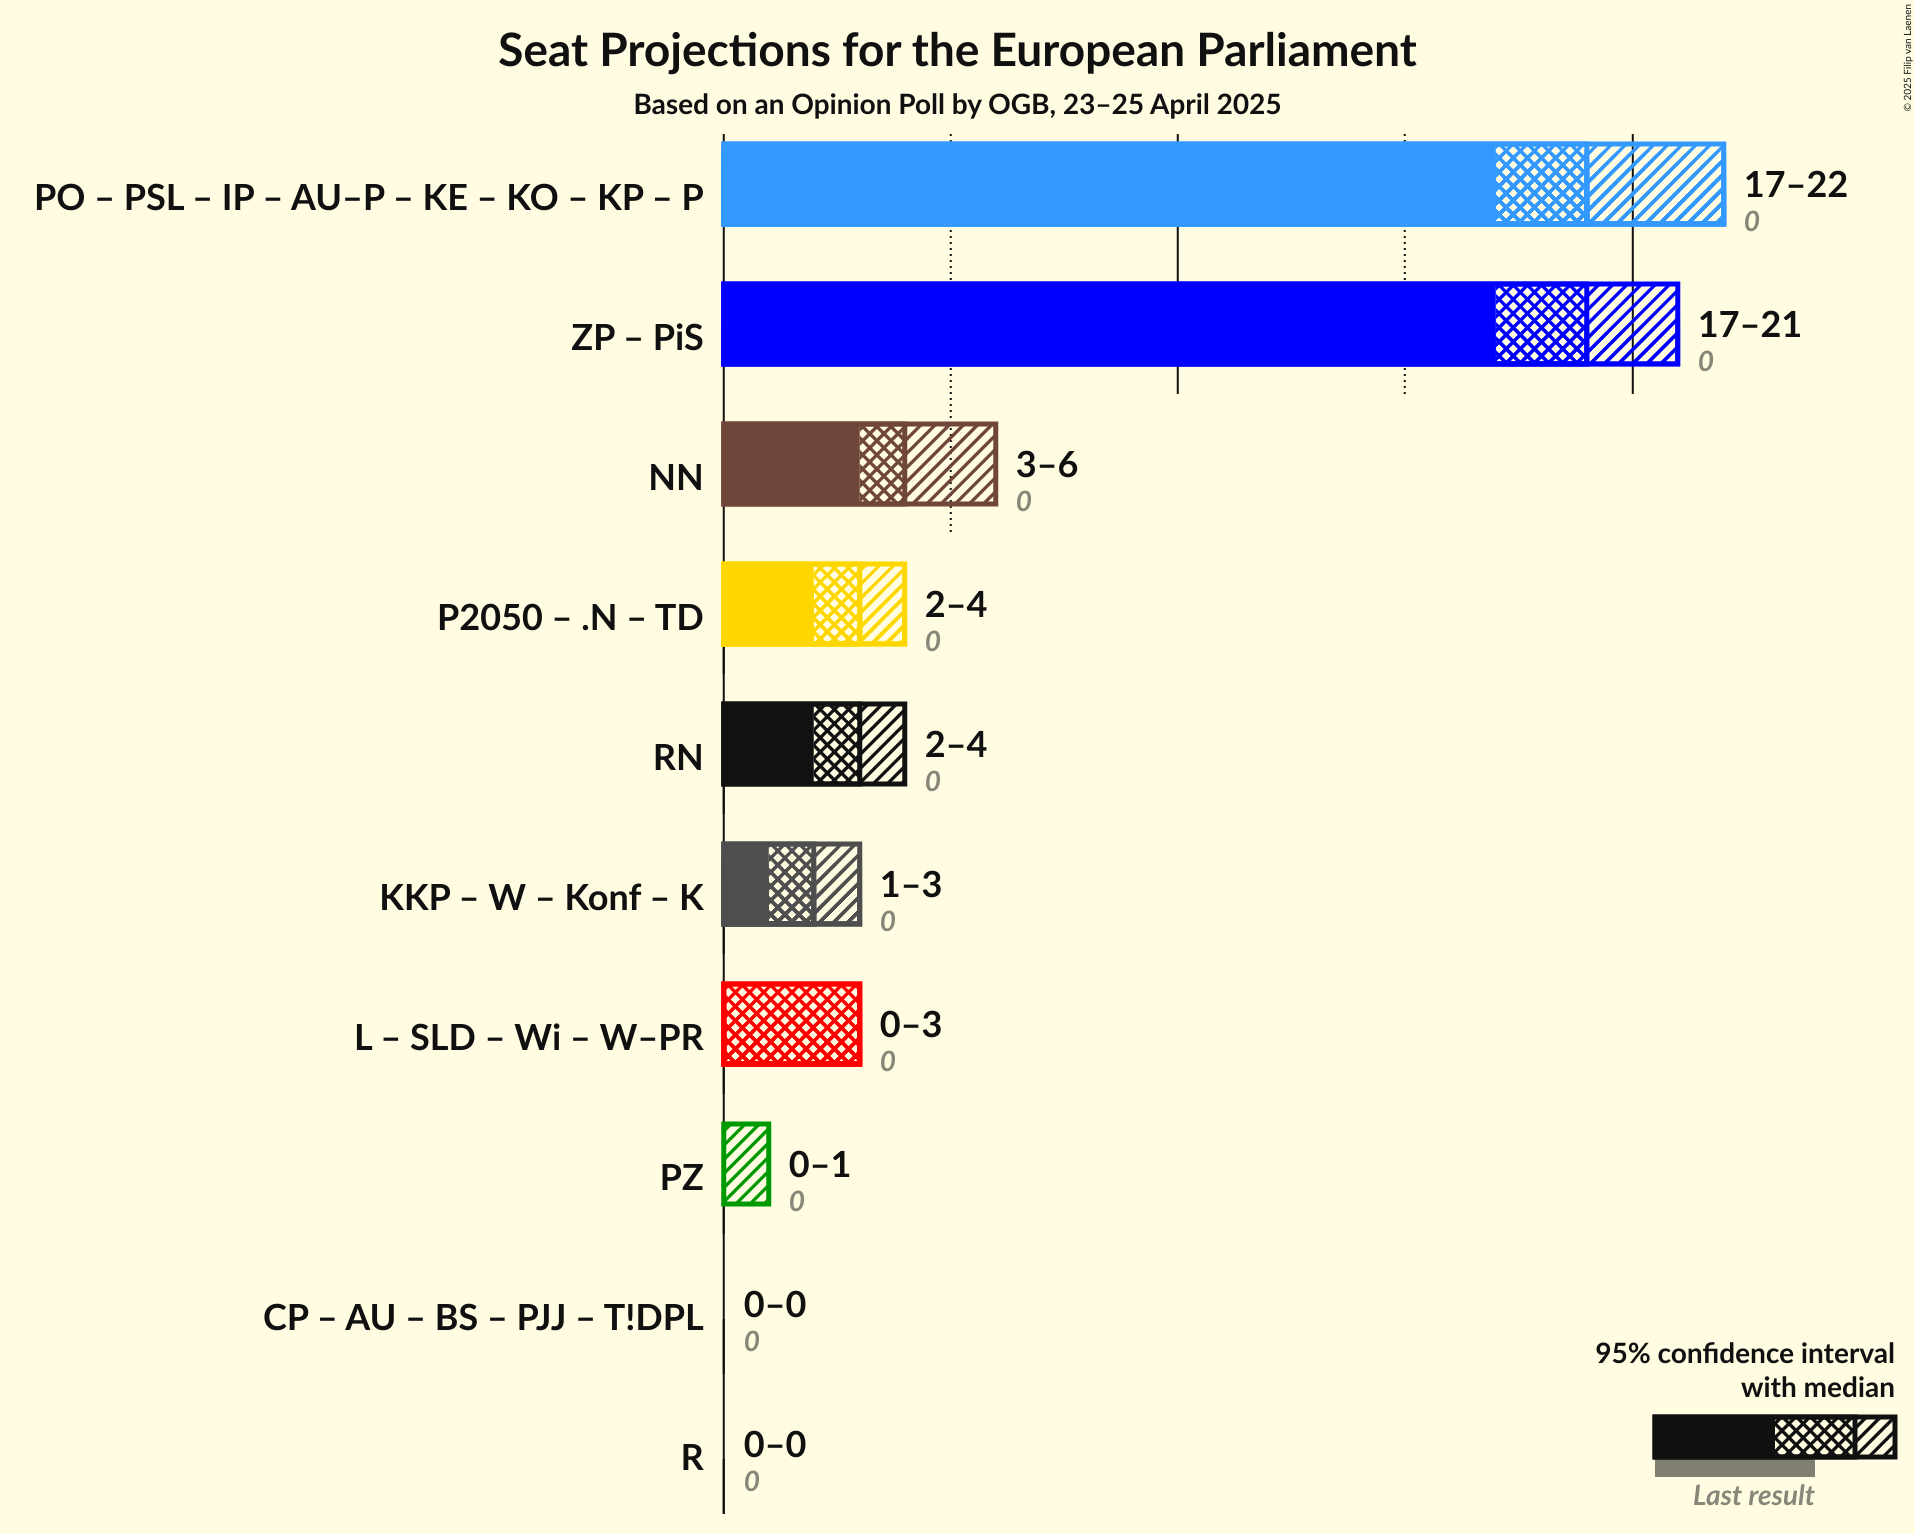 Seat Projections for the European Parliament
Based on an Opinion Poll by OGB, 23–25 April 2025
© 2025 Filip van Laenen
PO – PSL – IP – AU–P – KE – KO – KP – P
17–22
0
ZP – PiS
17–21
0
NN
3–6
0
P2050 – .N – TD
2–4
0
RN
2–4
0
KKP – W – Konf – K
1–3
0
L – SLD – Wi – W–PR
0–3
0
PZ
0–1
0
CP – AU – BS – PJJ – T!DPL
0–0
0
R
0–0
0
95% confidence interval
with median
Last result